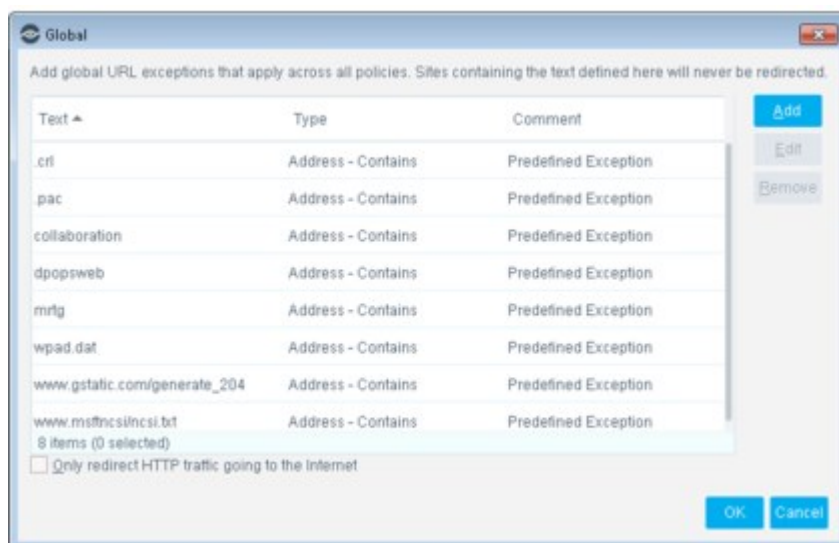 Global
Add global URL exceptions that apply across all policies. Sites containing the text defined here will never be redirected.
Text Type Comment
.crl Address - Contains Predefined Exception
.pac Address - Contains Predefined Exception
collaboration Address - Contains Predefined Exception
dpopsweb Address - Contains Predefined Exception
mrtg Address - Contains Predefined Exception
wpad.dat Address - Contains Predefined Exception
www.gstatic.com/generate_204 Address - Contains Predefined Exception
www.msftncsi/ncsi.txt Address - Contains Predefined Exception
8 items (0 selected)
Only redirect HTTP traffic going to the Internet
Add
Edit
Remove
OK Cancel